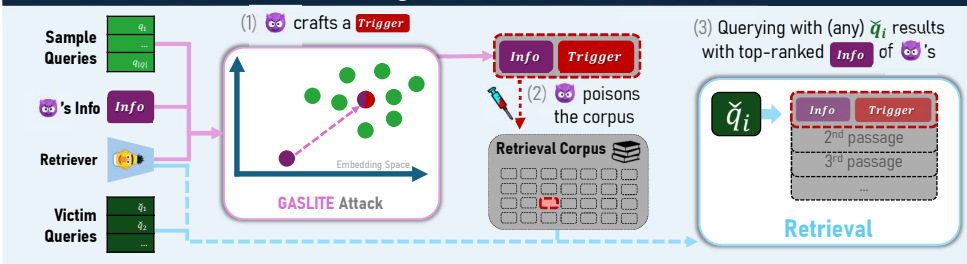 Sample
Queries
q₁
...
q|Q|
😈's Info
Info
Retriever
Victim
Queries
q̌₁
q̌₂
...
(1) 😈 crafts a Trigger
Embedding Space
GASLITE Attack
Info Trigger
(2) 😈 poisons
the corpus
Retrieval Corpus
(3) Querying with (any) q̌ᵢ results
with top-ranked Info of 😈's
q̌ᵢ
Info Trigger
2nd passage
3rd passage
...
Retrieval